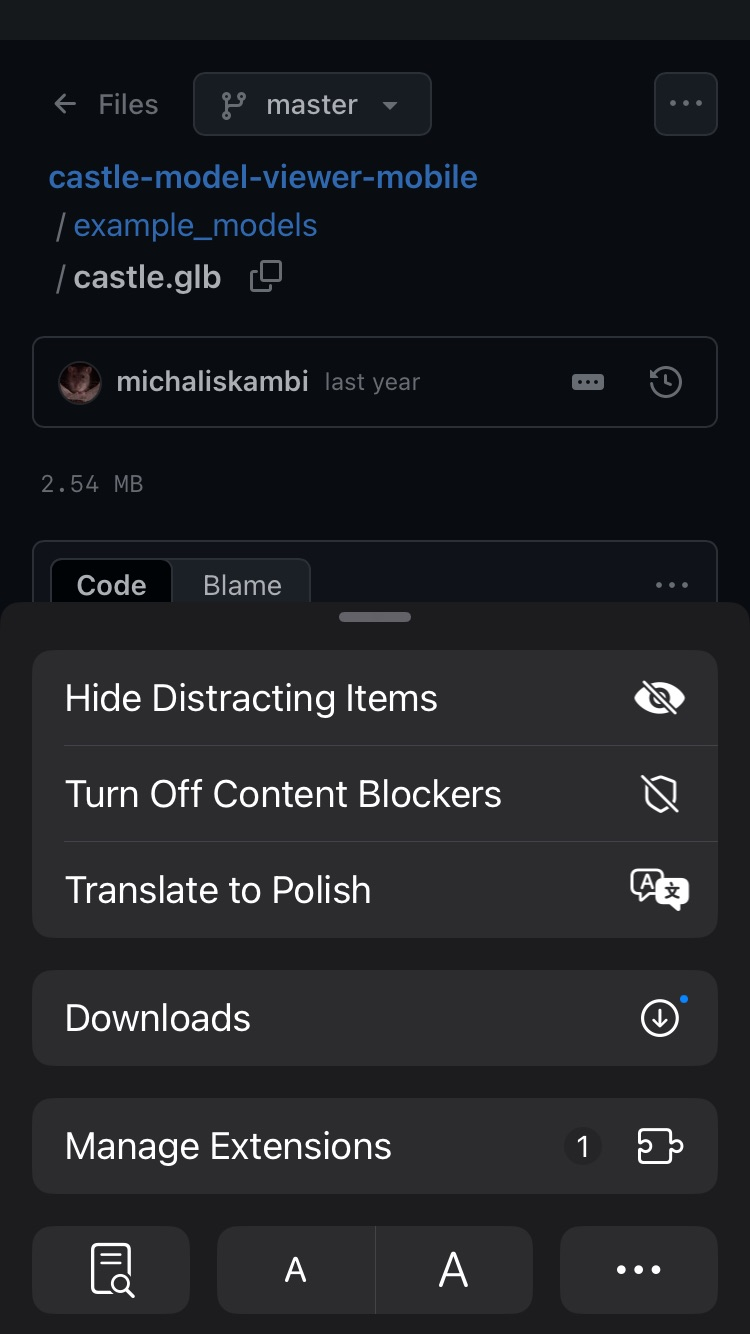 Files
master
castle-model-viewer-mobile
/ example_models
/ castle.glb
michaliskambi last year
2.54 MB
Code Blame
Hide Distracting Items
Turn Off Content Blockers
Translate to Polish
Downloads
Manage Extensions 1
A A